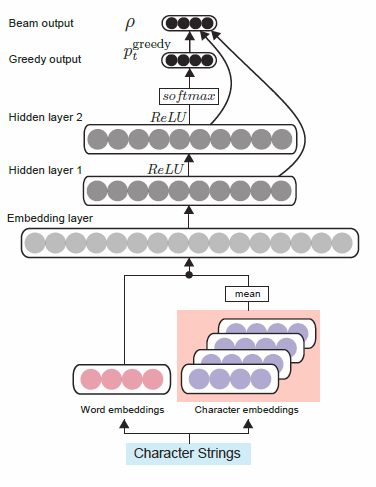 Beam output ρ
Greedy output p_t^greedy
softmax
ReLU
Hidden layer 2
ReLU
Hidden layer 1
Embedding layer
mean
Word embeddings Character embeddings
Character Strings